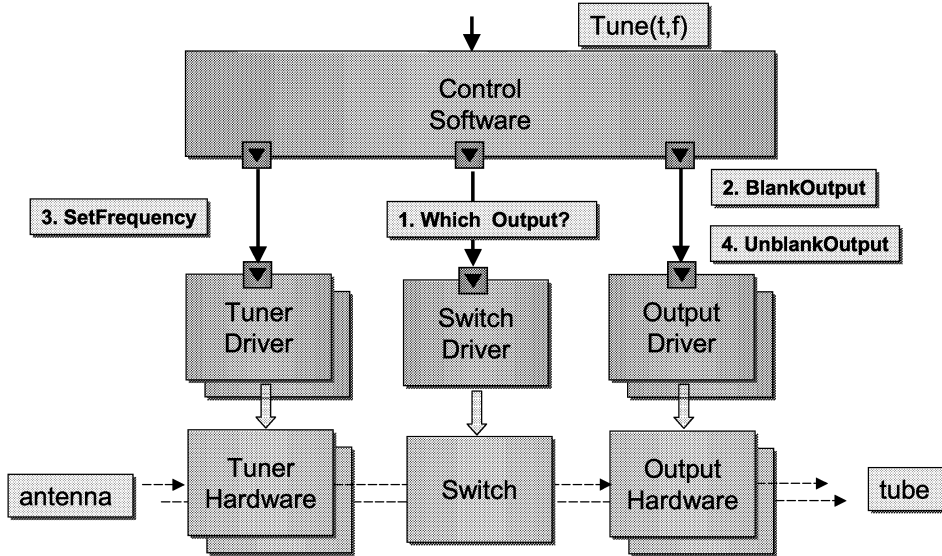 Tune(t,f)
Control
Software
2. BlankOutput
3. SetFrequency
1. Which Output?
4. UnblankOutput
Tuner
Driver
Switch
Driver
Output
Driver
antenna
Tuner
Hardware
Switch
Output
Hardware
tube